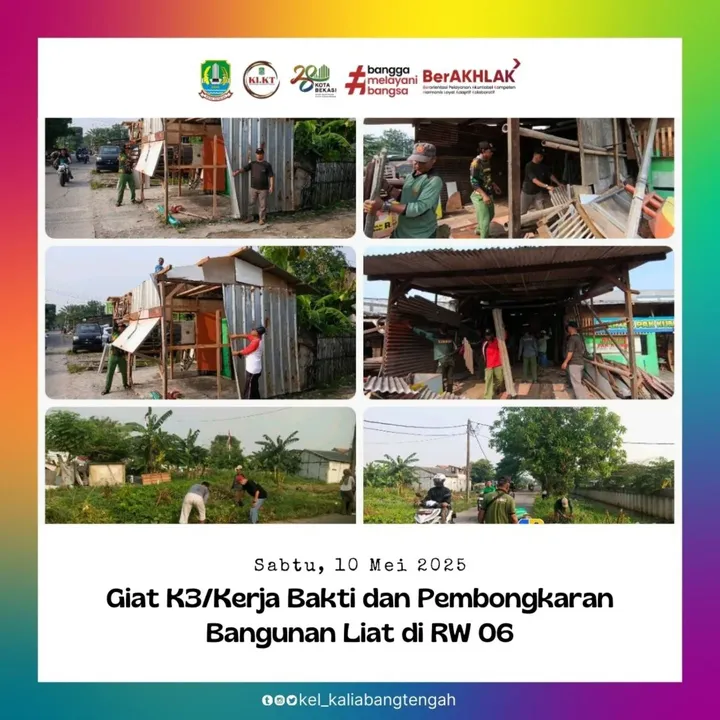 KLKT
28 KOTA BEKASI
#bangga melayani bangsa
BerAKHLAK
Sabtu, 10 Mei 2025
Giat K3/Kerja Bakti dan Pembongkaran
Bangunan Liat di RW 06
kel_kaliabangtengah